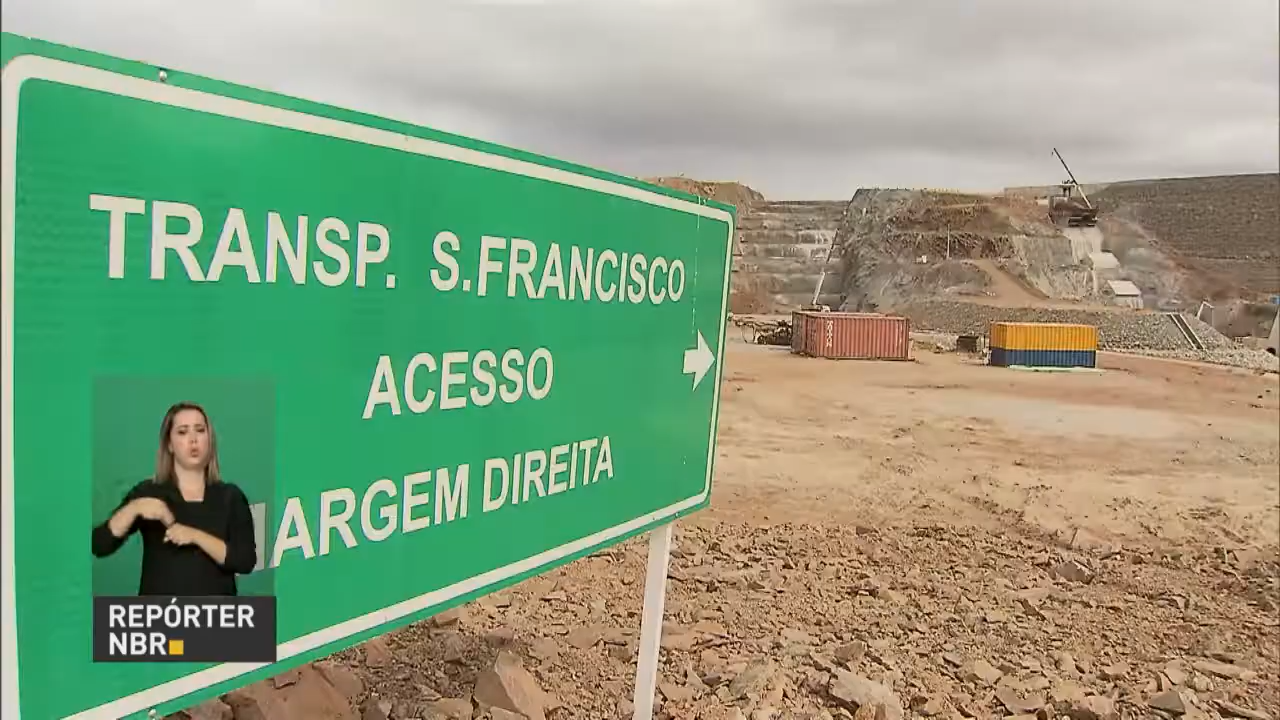 TRANSP. S.FRANCISCO
ACESSO
ARGEM DIREITA
REPÓRTER
NBR